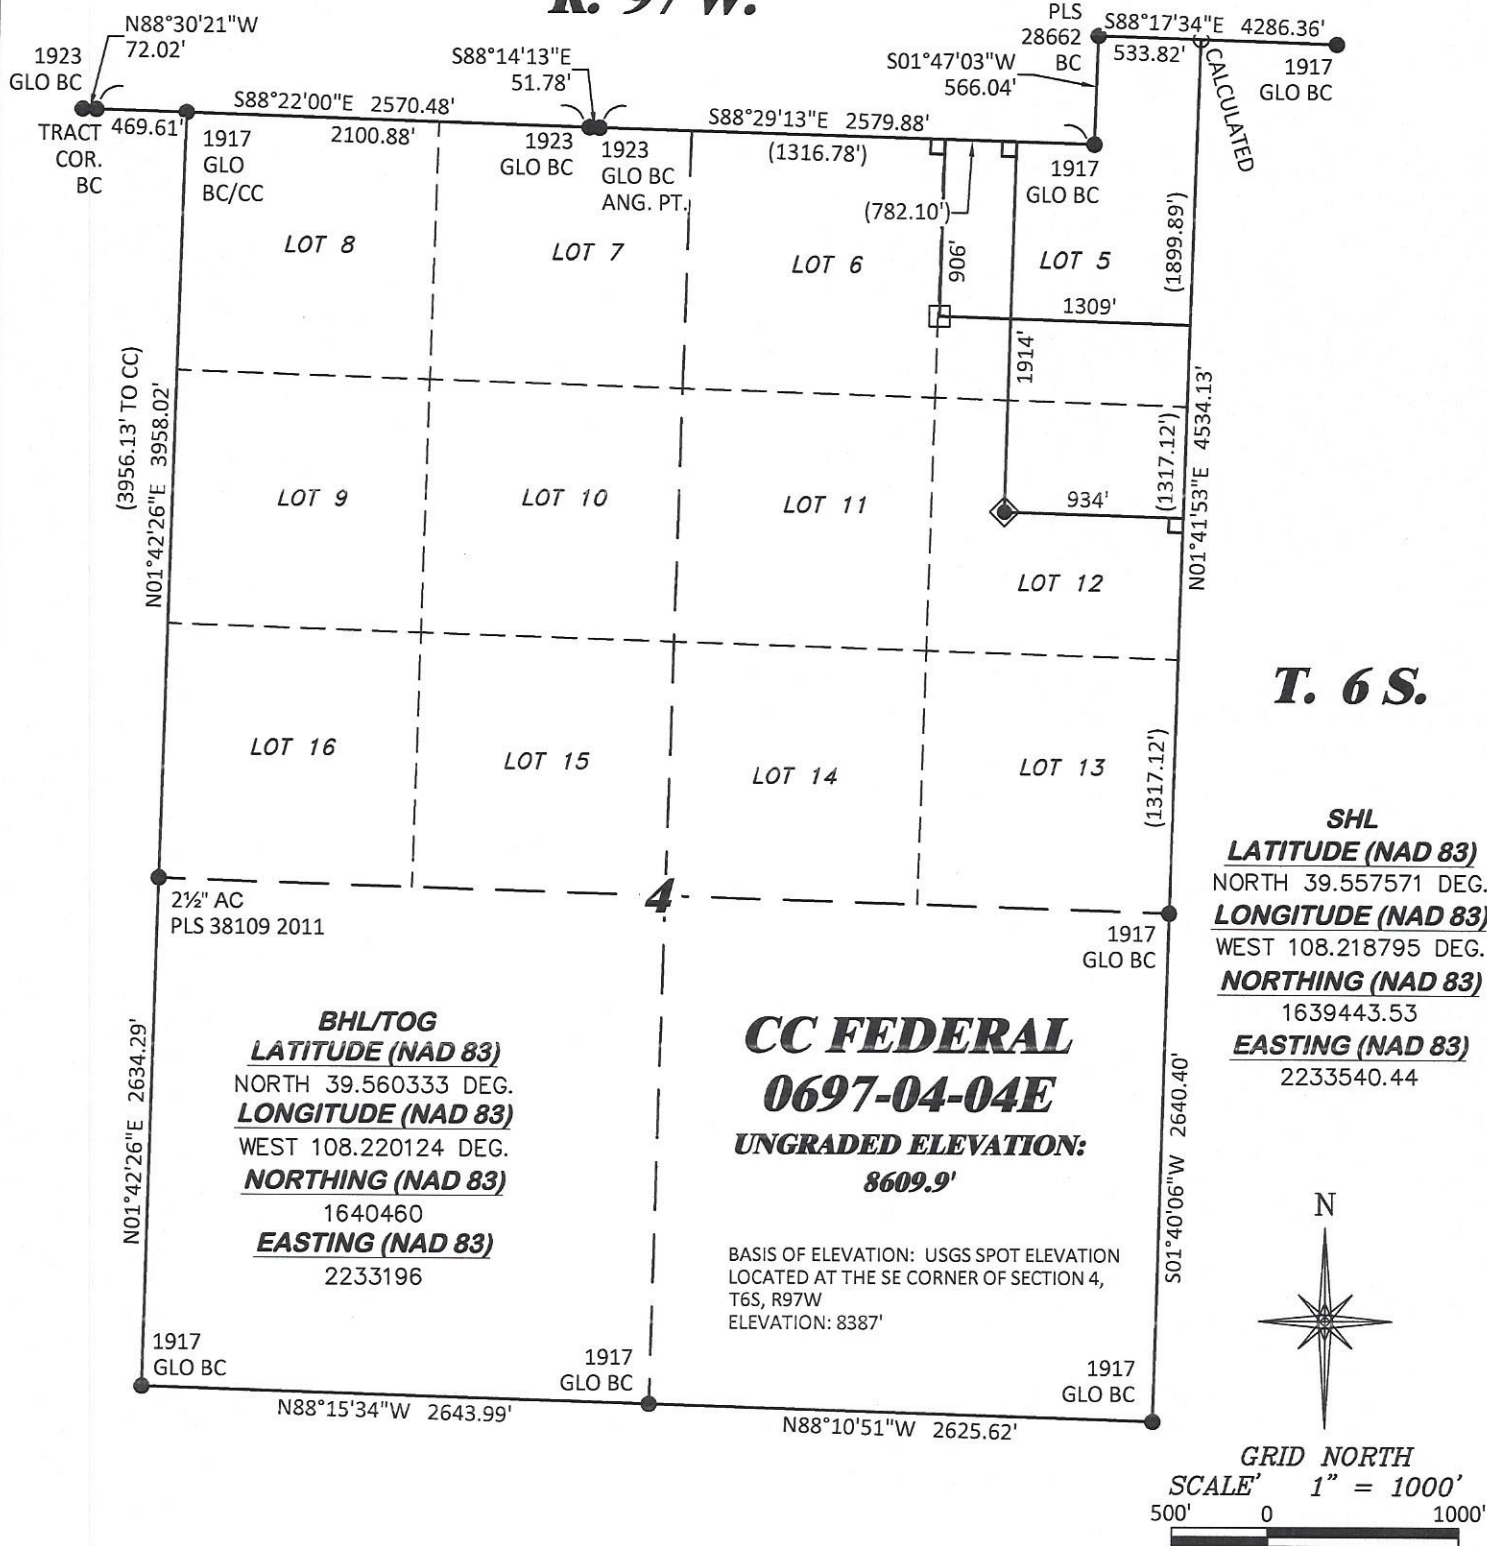 R. 97 W.
N88°30'21"W
72.02'
1923
GLO BC
TRACT
COR.
BC
469.61'
S88°22'00"E 2570.48'
2100.88'
1917
GLO
BC/CC
S88°14'13"E
51.78'
1923
GLO BC
1923
GLO BC
ANG. PT.
S88°29'13"E 2579.88'
(1316.78')
(782.10')
S01°47'03"W
566.04'
PLS
28662
BC
S88°17'34"E 4286.36'
533.82'
1917
GLO BC
CALCULATED
1917
GLO BC
LOT 8
LOT 7
LOT 6
LOT 5
906'
1309'
1914'
(1899.89')
(3956.13' TO CC)
N01°42'26"E 3958.02'
LOT 9
LOT 10
LOT 11
934'
LOT 12
(1317.12')
N01°41'53"E 4534.13'
LOT 16
LOT 15
LOT 14
LOT 13
(1317.12')
T. 6 S.
2½" AC
PLS 38109 2011
4
1917
GLO BC
SHL
LATITUDE (NAD 83)
NORTH 39.557571 DEG.
LONGITUDE (NAD 83)
WEST 108.218795 DEG.
NORTHING (NAD 83)
1639443.53
EASTING (NAD 83)
2233540.44
N01°42'26"E 2634.29'
BHL/TOG
LATITUDE (NAD 83)
NORTH 39.560333 DEG.
LONGITUDE (NAD 83)
WEST 108.220124 DEG.
NORTHING (NAD 83)
1640460
EASTING (NAD 83)
2233196
CC FEDERAL
0697-04-04E
UNGRADED ELEVATION:
8609.9'
BASIS OF ELEVATION: USGS SPOT ELEVATION
LOCATED AT THE SE CORNER OF SECTION 4,
T6S, R97W
ELEVATION: 8387'
S01°40'06"W 2640.40'
1917
GLO BC
1917
GLO BC
1917
GLO BC
N88°15'34"W 2643.99'
N88°10'51"W 2625.62'
N
GRID NORTH
SCALE' 1" = 1000'
500' 0 1000'